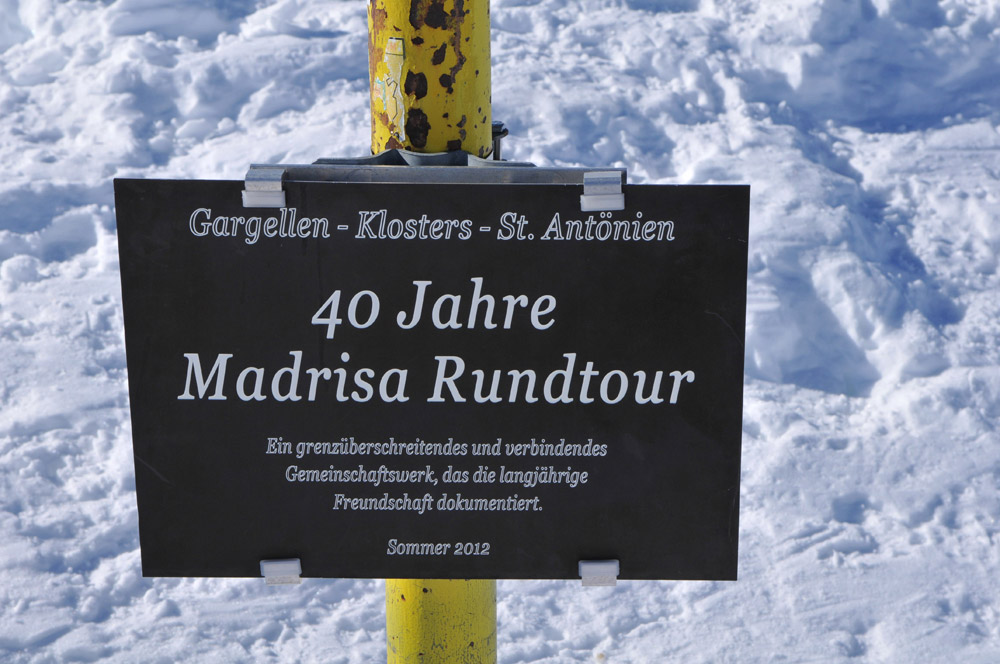 Gargellen - Klosters - St. Antönien
40 Jahre
Madrisa Rundtour
Ein grenzüberschreitendes und verbindendes
Gemeinschaftswerk, das die langjährige
Freundschaft dokumentiert.
Sommer 2012